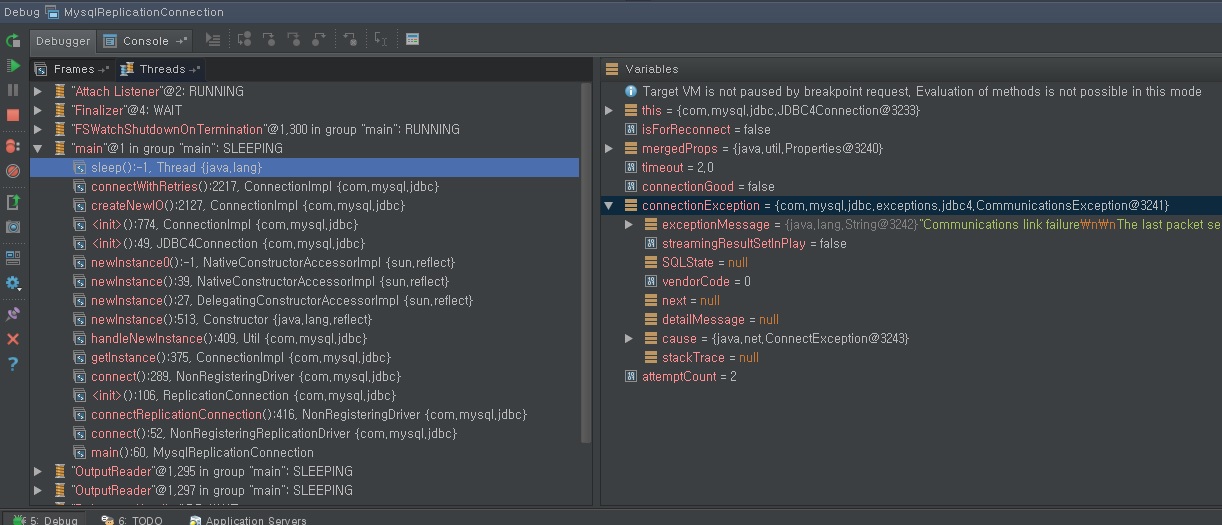 Debug MysqlReplicationConnection
Debugger Console
Frames Threads
"Attach Listener"@2: RUNNING
"Finalizer"@4: WAIT
"FSWatchShutdownOnTermination"@1,300 in group "main": RUNNING
"main"@1 in group "main": SLEEPING
sleep():-1, Thread {java.lang}
connectWithRetries():2217, ConnectionImpl {com.mysql.jdbc}
createNewIO():2127, ConnectionImpl {com.mysql.jdbc}
<init>():774, ConnectionImpl {com.mysql.jdbc}
<init>():49, JDBC4Connection {com.mysql.jdbc}
newInstance0():-1, NativeConstructorAccessorImpl {sun.reflect}
newInstance():39, NativeConstructorAccessorImpl {sun.reflect}
newInstance():27, DelegatingConstructorAccessorImpl {sun.reflect}
newInstance():513, Constructor {java.lang.reflect}
handleNewInstance():409, Util {com.mysql.jdbc}
getInstance():375, ConnectionImpl {com.mysql.jdbc}
connect():289, NonRegisteringDriver {com.mysql.jdbc}
<init>():106, ReplicationConnection {com.mysql.jdbc}
connectReplicationConnection():416, NonRegisteringDriver {com.mysql.jdbc}
connect():52, NonRegisteringReplicationDriver {com.mysql.jdbc}
main():60, MysqlReplicationConnection
"OutputReader"@1,295 in group "main": SLEEPING
"OutputReader"@1,297 in group "main": SLEEPING
Variables
Target VM is not paused by breakpoint request. Evaluation of methods is not possible in this mode
this = {com.mysql.jdbc.JDBC4Connection@3233}
isForReconnect = false
mergedProps = {java.util.Properties@3240}
timeout = 2.0
connectionGood = false
connectionException = {com.mysql.jdbc.exceptions.jdbc4.CommunicationsException@3241}
exceptionMessage = {java.lang.String@3242}"Communications link failure₩n₩nThe last packet se
streamingResultSetInPlay = false
SQLState = null
vendorCode = 0
next = null
detailMessage = null
cause = {java.net.ConnectException@3243}
stackTrace = null
attemptCount = 2
5: Debug 6: TODO Application Servers